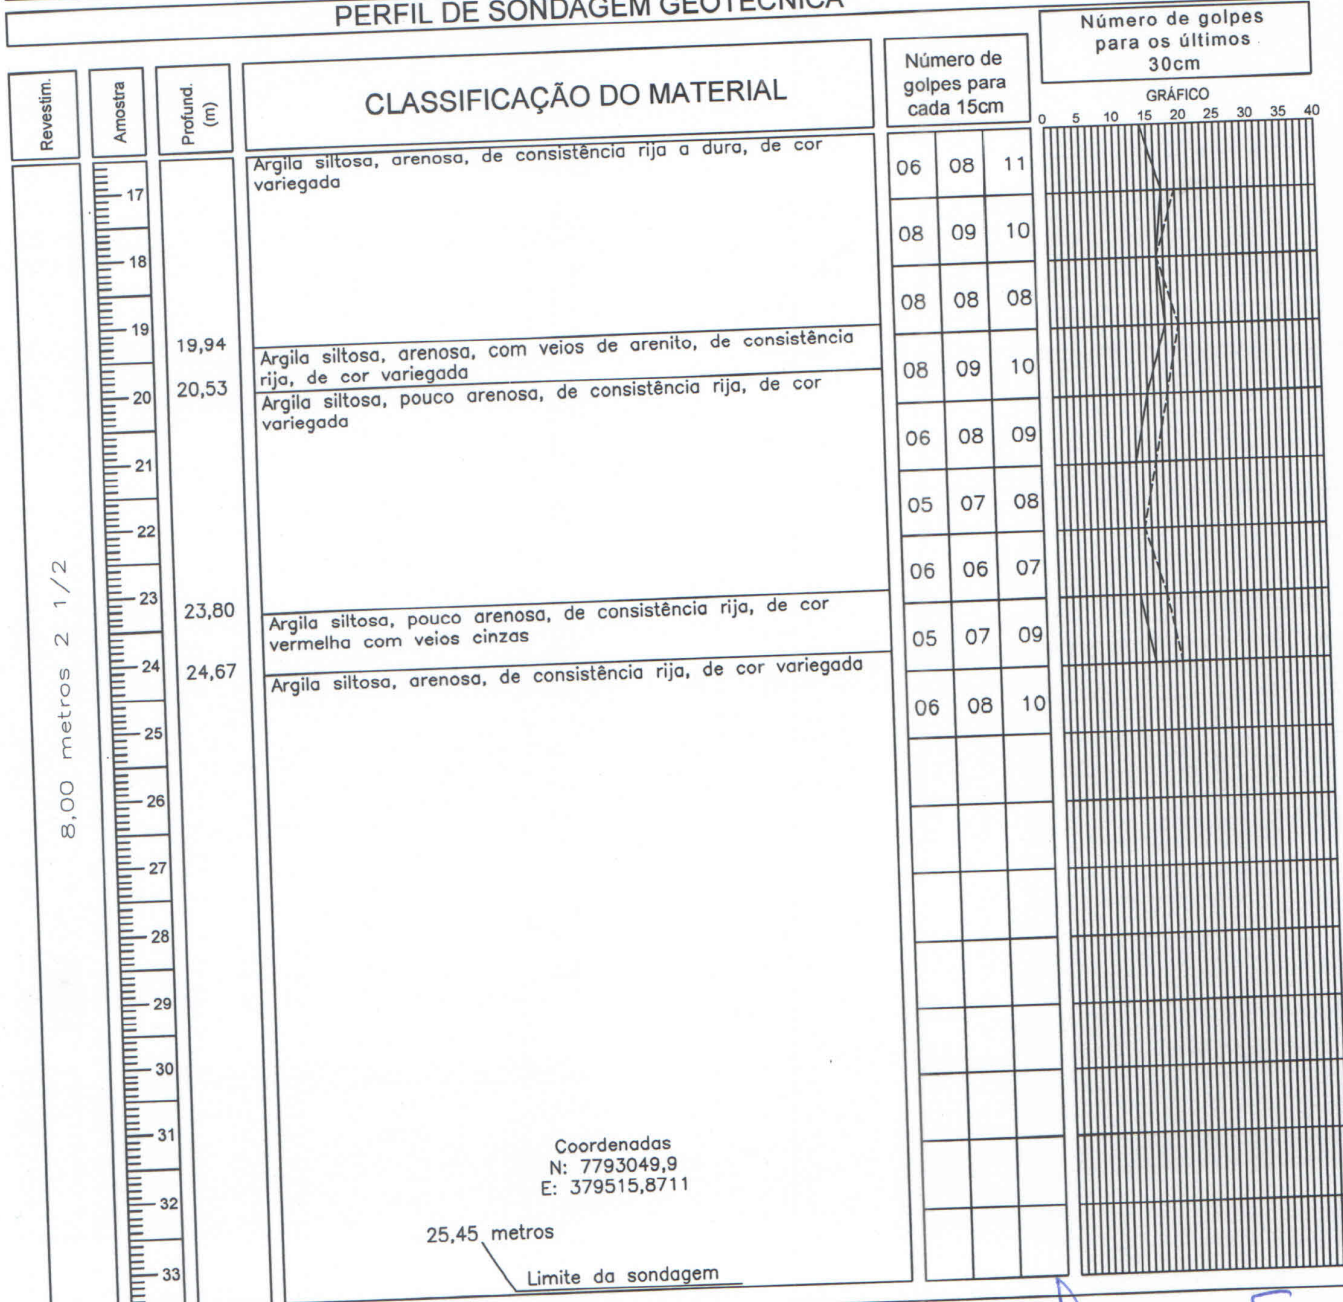 PERFIL DE SONDAGEM GEOTÉCNICA
Revestim.
Amostra
Profund.
(m)
CLASSIFICAÇÃO DO MATERIAL
Número de
golpes para
cada 15cm
Número de golpes
para os últimos
30cm
GRÁFICO
0 5 10 15 20 25 30 35 40
8,00 metros 2 1/2
17
18
19
20
21
22
23
24
25
26
27
28
29
30
31
32
33
Argila siltosa, arenosa, de consistência rija a dura, de cor
variegada
19,94
Argila siltosa, arenosa, com veios de arenito, de consistência
rija, de cor variegada
20,53
Argila siltosa, pouco arenosa, de consistência rija, de cor
variegada
23,80
Argila siltosa, pouco arenosa, de consistência rija, de cor
vermelha com veios cinzas
24,67
Argila siltosa, arenosa, de consistência rija, de cor variegada
06 08 11
08 09 10
08 08 08
08 09 10
06 08 09
05 07 08
06 06 07
05 07 09
06 08 10
Coordenadas
N: 7793049,9
E: 379515,8711
25,45 metros
Limite da sondagem